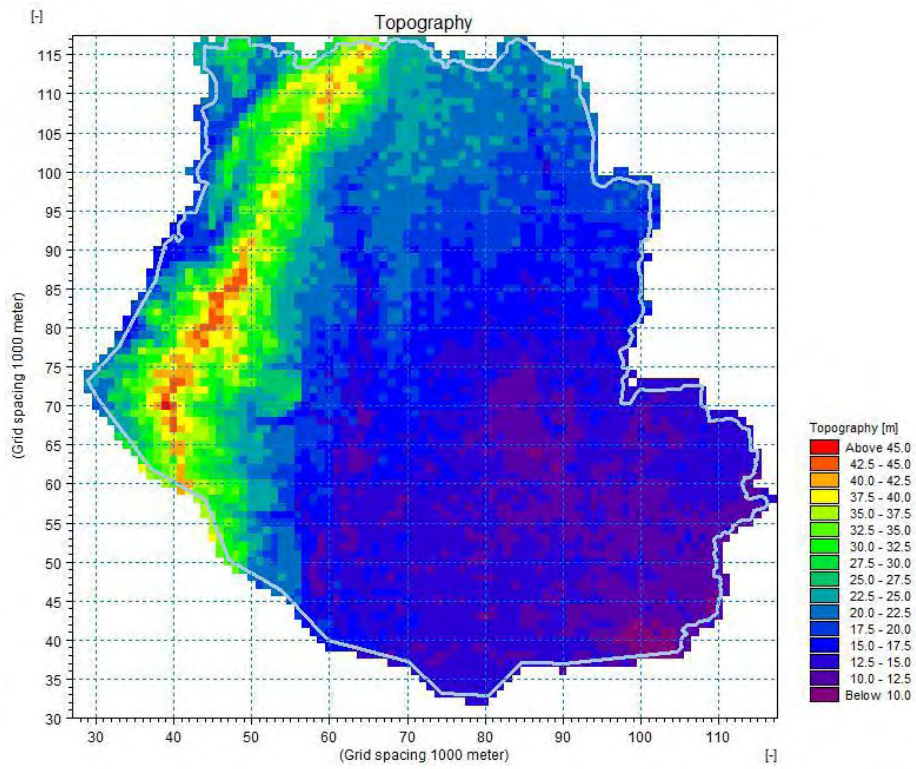 [-]
Topography
115
110
105
100
95
90
85
80
75
70
65
60
55
50
45
40
35
30
(Grid spacing 1000 meter)
30 40 50 60 70 80 90 100 110
(Grid spacing 1000 meter)
[-]
Topography [m]
Above 45.0
42.5 - 45.0
40.0 - 42.5
37.5 - 40.0
35.0 - 37.5
32.5 - 35.0
30.0 - 32.5
27.5 - 30.0
25.0 - 27.5
22.5 - 25.0
20.0 - 22.5
17.5 - 20.0
15.0 - 17.5
12.5 - 15.0
10.0 - 12.5
Below 10.0